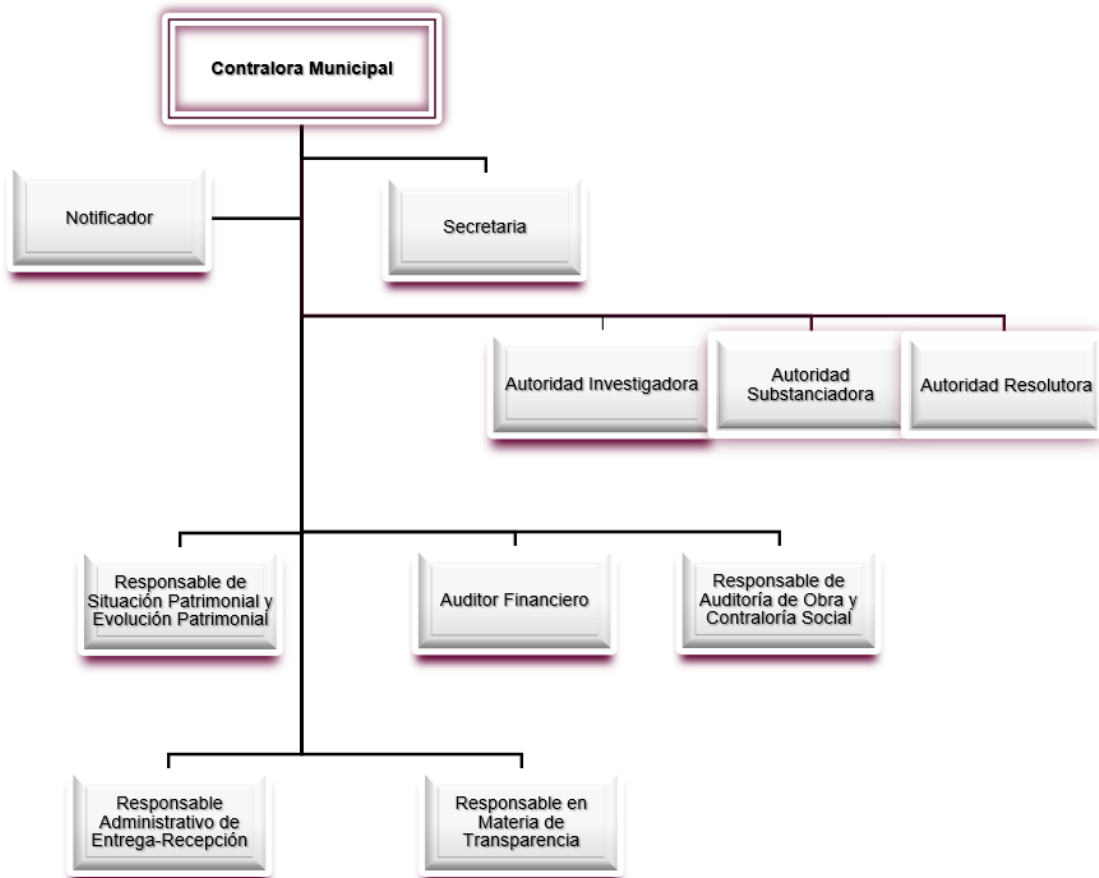 Contralora Municipal
Notificador
Secretaria
Autoridad Investigadora
Autoridad
Substanciadora
Autoridad Resolutora
Responsable de
Situación Patrimonial y
Evolución Patrimonial
Auditor Financiero
Responsable de
Auditoría de Obra y
Contraloría Social
Responsable
Administrativo de
Entrega-Recepción
Responsable en
Materia de
Transparencia